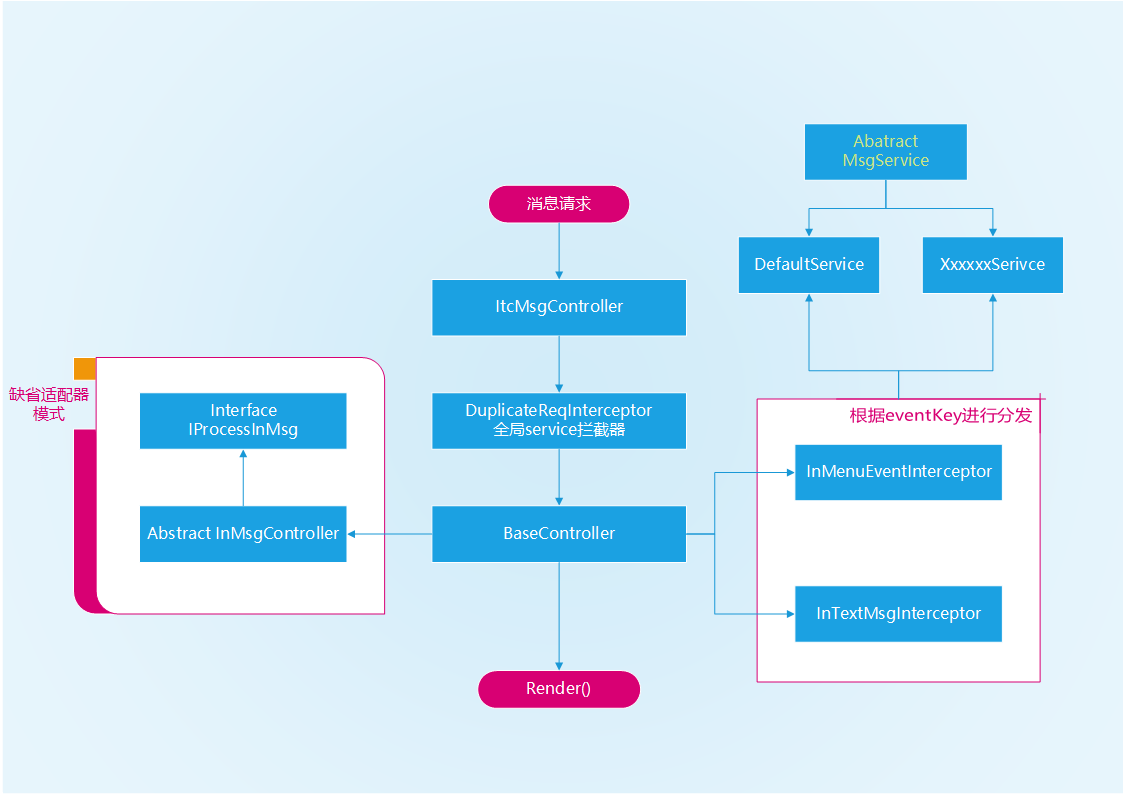 Abatract
MsgService
消息请求
DefaultService
XxxxxxSerivce
ItcMsgController
缺省适配器
模式
Interface
IProcessInMsg
DuplicateReqInterceptor
全局service拦截器
根据eventKey进行分发
InMenuEventInterceptor
Abstract InMsgController
BaseController
InTextMsgInterceptor
Render()